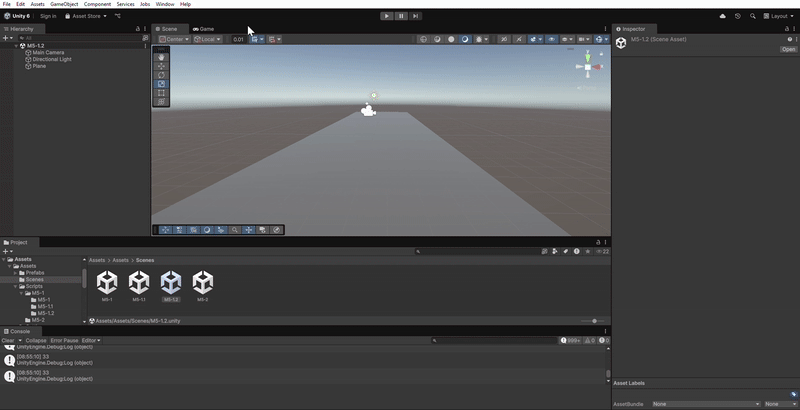 File Edit Assets GameObject Component Services Jobs Window Help
Unity 6 Sign in Asset Store Layout
Hierarchy Scene Game Inspector
All Center Local 0.01
M5-1.2 (Scene Asset)
Open
M5-1.2
Main Camera
Directional Light
Plane
Project
22
Assets
Assets
Prefabs
Scenes
Scripts
M5-1
M5-1
M5-1.1
M5-1.2
M5-2
Assets Assets Scenes
M5-1 M5-1.1 M5-1.2 M5-2
Assets/Assets/Scenes/M5-1.2.unity
Console
Clear Collapse Error Pause Editor 999+ 0 0
UnityEngine.Debug:Log (object)
[08:55:10] 33
UnityEngine.Debug:Log (object)
[08:55:10] 33
UnityEngine.Debug:Log (object)
Asset Labels
AssetBundle None None